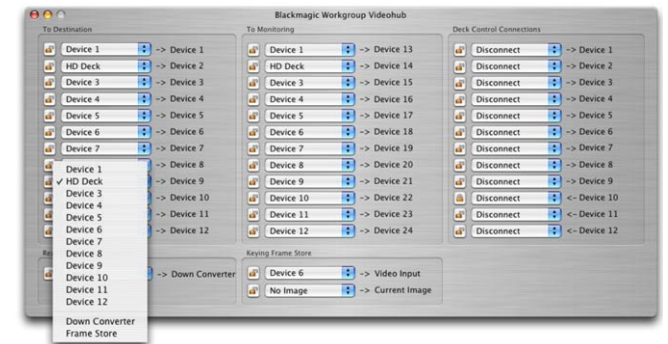 Blackmagic Workgroup Videohub
To Destination
Device 1 -> Device 1
HD Deck -> Device 2
Device 3 -> Device 3
Device 4 -> Device 4
Device 5 -> Device 5
Device 6 -> Device 6
Device 7 -> Device 7
-> Device 8
-> Device 9
-> Device 10
-> Device 11
-> Device 12
Device 1
✓ HD Deck
Device 3
Device 4
Device 5
Device 6
Device 7
Device 8
Device 9
Device 10
Device 11
Device 12
Down Converter
Frame Store
-> Down Converter
To Monitoring
Device 1 -> Device 13
HD Deck -> Device 14
Device 3 -> Device 15
Device 4 -> Device 16
Device 5 -> Device 17
Device 6 -> Device 18
Device 7 -> Device 19
Device 8 -> Device 20
Device 9 -> Device 21
Device 10 -> Device 22
Device 11 -> Device 23
Device 12 -> Device 24
Keying Frame Store
Device 6 -> Video Input
No Image -> Current Image
Deck Control Connections
Disconnect -> Device 1
Disconnect -> Device 2
Disconnect -> Device 3
Disconnect -> Device 4
Disconnect -> Device 5
Disconnect -> Device 6
Disconnect -> Device 7
Disconnect -> Device 8
Disconnect -> Device 9
Disconnect <- Device 10
Disconnect <- Device 11
Disconnect <- Device 12